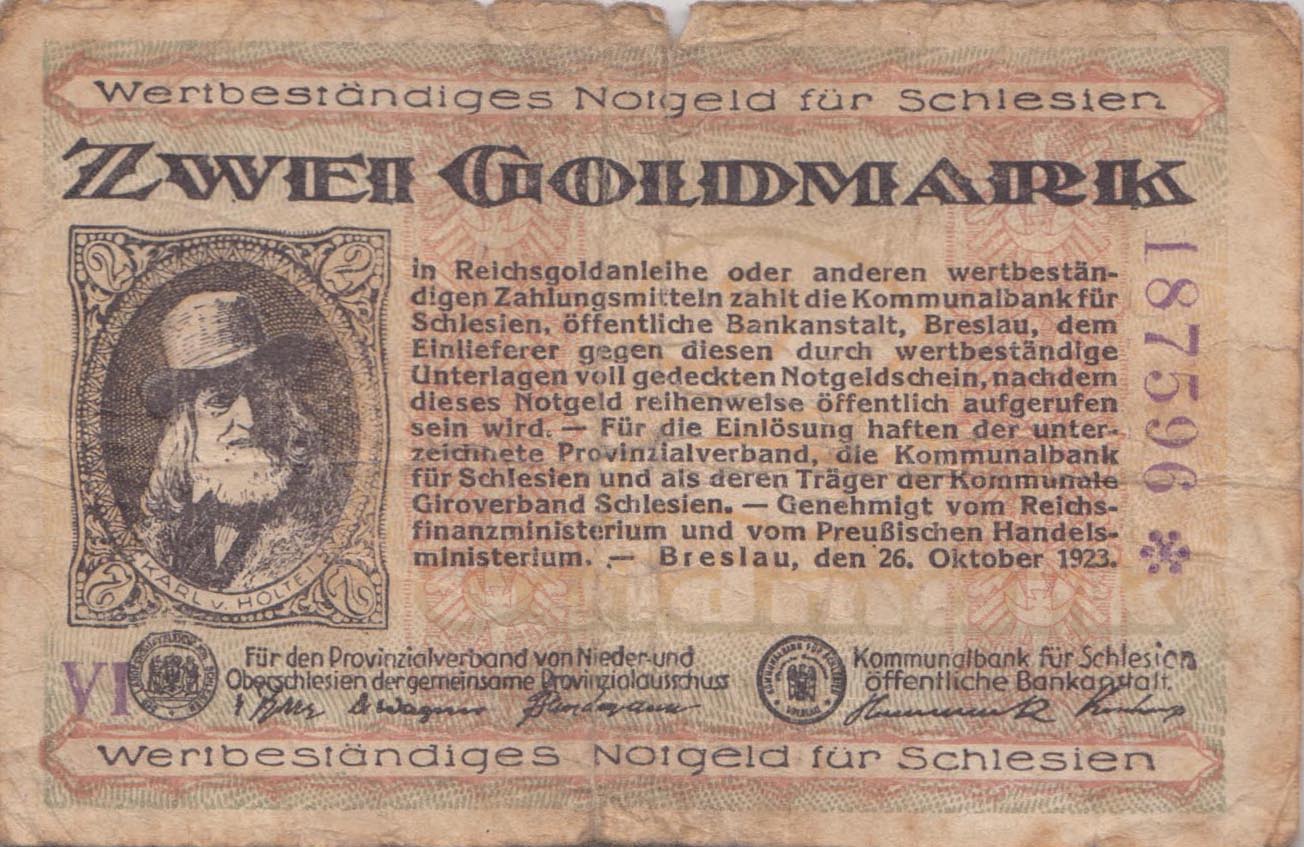 Wertbeständiges Notgeld für Schlesien
ZWEI GOLDMARK
in Reichsgoldanleihe oder anderen wertbestän-
digen Zahlungsmitteln zahlt die Kommunalbank für
Schlesien, öffentliche Bankanstalt, Breslau, dem
Einlieferer gegen diesen durch wertbeständige
Unterlagen voll gedeckten Notgeldschein, nachdem
dieses Notgeld reihenweise öffentlich aufgerufen
sein wird. — Für die Einlösung haften der unter-
zeichnete Provinzialverband, die Kommunalbank
für Schlesien und als deren Träger der Kommunale
Giroverband Schlesien. — Genehmigt vom Reichs-
finanzministerium und vom Preußischen Handels-
ministerium. — Breslau, den 26. Oktober 1923.
2 2
2 2
KARL v. HOLTEI
1875596 *
VI
Für den Provinzialverband von Nieder-und
Oberschlesien der gemeinsame Provinzialausschuss
Kommunalbank für Schlesien
öffentliche Bankanstalt.
Wertbeständiges Notgeld für Schlesien